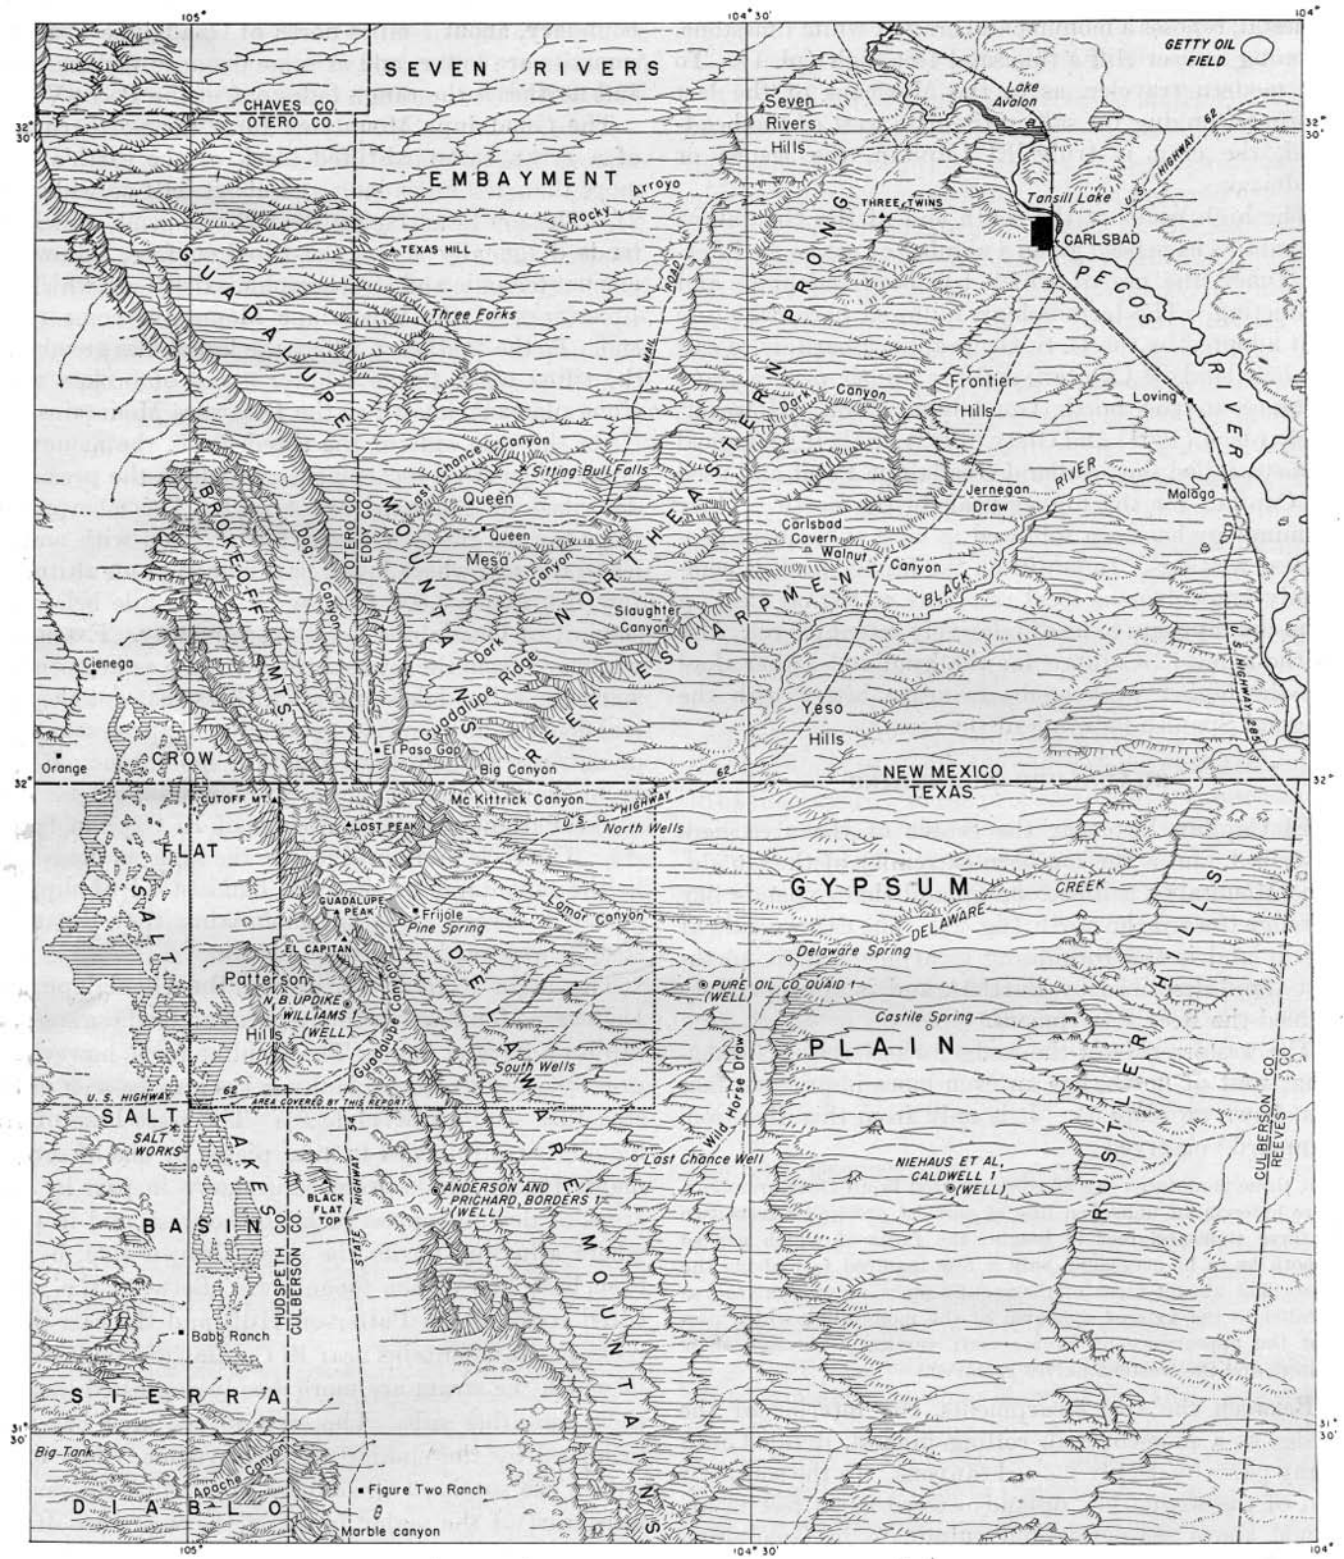 105°
104° 30'
104°
GETTY OIL
FIELD
SEVEN RIVERS
Lake
Avalon
CHAVES CO.
OTERO CO.
Seven
Rivers
Hills
32°
30'
32°
30'
U.S. HIGHWAY 62
EMBAYMENT
Rocky Arroyo
THREE TWINS
Tansill Lake
CARLSBAD
TEXAS HILL
GUADALUPE
MOUNTAINS
PECOS RIVER
MAIL ROAD
Three Forks
NORTHEASTERN PRONG
Dark Canyon
Frontier
Hills
Loving
Last Chance Canyon
Sitting Bull Falls
BROKEOFF MTS.
Dog Canyon
OTERO CO.
EDDY CO.
Queen
Mesa
Queen
Jernegan
Draw
BLACK RIVER
Malaga
Carlsbad
Cavern
Walnut Canyon
Dark Canyon
Slaughter
Canyon
Guadalupe Ridge
REEF ESCARPMENT
U.S. HIGHWAY 285
Cienega
Yeso
Hills
El Paso Gap
Orange
CROW
FLAT
Big Canyon
32°
62
NEW MEXICO
TEXAS
32°
CUTOFF MT.
Mc Kittrick Canyon
U.S. HIGHWAY
LOST PEAK
North Wells
SALT LAKES
GYPSUM
PLAIN
DELAWARE CREEK
GUADALUPE
PEAK
Frijole
Pine Spring
Lamar Canyon
EL CAPITAN
Delaware Spring
Patterson
Hills
N.B. UPDIKE
WILLIAMS 1
(WELL)
Guadalupe Canyon
DELAWARE MOUNTAINS
PURE OIL CO. QUAID 1
(WELL)
Castile Spring
RUSTLER HILLS
South Wells
Wild Horse Draw
CULBERSON CO.
REEVES CO.
U.S. HIGHWAY
62
AREA COVERED BY THIS REPORT
SALT
BASIN
SALT
WORKS
STATE HIGHWAY 54
Last Chance Well
NIEHAUS ET AL,
CALDWELL 1
(WELL)
BLACK
FLAT
TOP
ANDERSON AND
PRICHARD, BORDERS 1
(WELL)
HUDSPETH CO.
CULBERSON CO.
Babb Ranch
SIERRA
DIABLO
31°
30'
31°
30'
Big Tank
Apache Canyon
Figure Two Ranch
Marble canyon
105°
104° 30'
104°